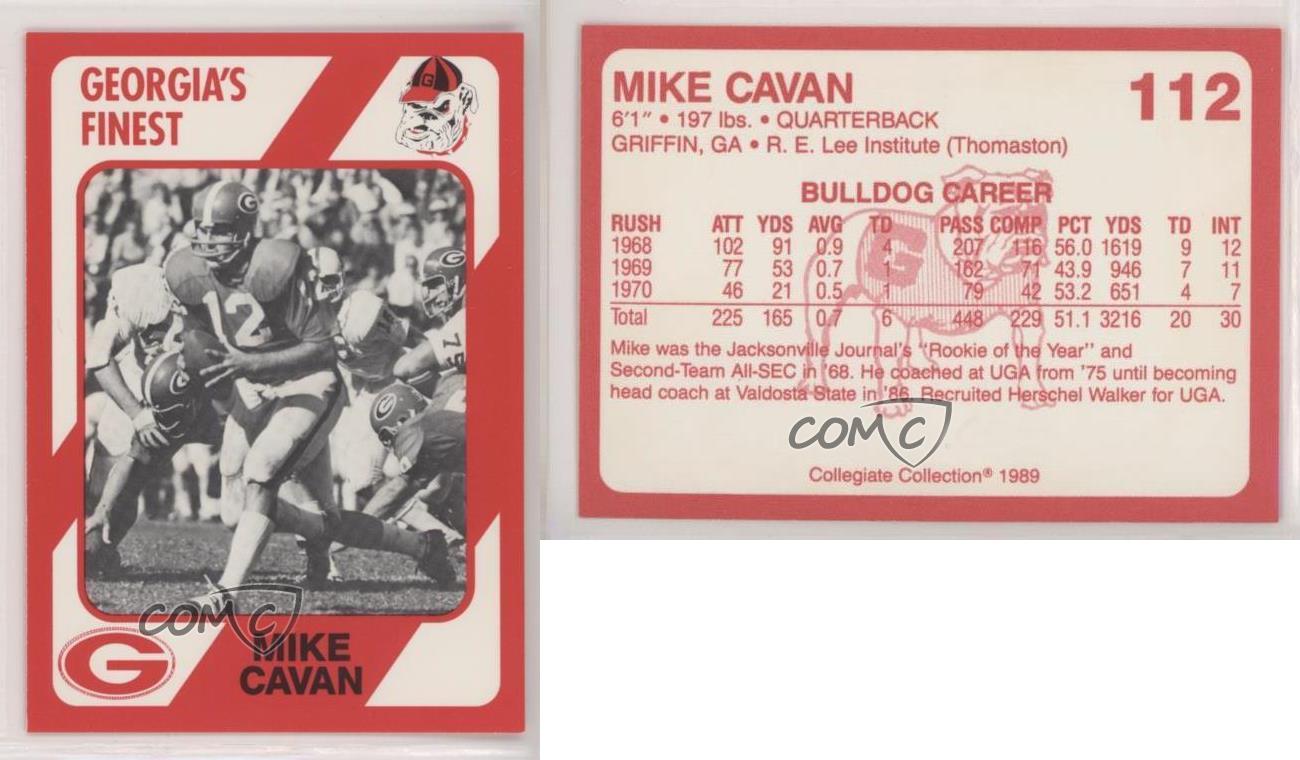 GEORGIA'S
FINEST
G
G
12
G
75
G
G
COMC
G
MIKE
CAVAN
MIKE CAVAN
112
6'1" • 197 lbs. • QUARTERBACK
GRIFFIN, GA • R. E. Lee Institute (Thomaston)
BULLDOG CAREER
RUSH ATT YDS AVG TD PASS COMP PCT YDS TD INT
1968 102 91 0.9 4 207 116 56.0 1619 9 12
1969 77 53 0.7 1 162 71 43.9 946 7 11
1970 46 21 0.5 1 79 42 53.2 651 4 7
Total 225 165 0.7 6 448 229 51.1 3216 20 30
G
Mike was the Jacksonville Journal's "Rookie of the Year" and
Second-Team All-SEC in '68. He coached at UGA from '75 until becoming
head coach at Valdosta State in '86. Recruited Herschel Walker for UGA.
COMC
Collegiate Collection® 1989